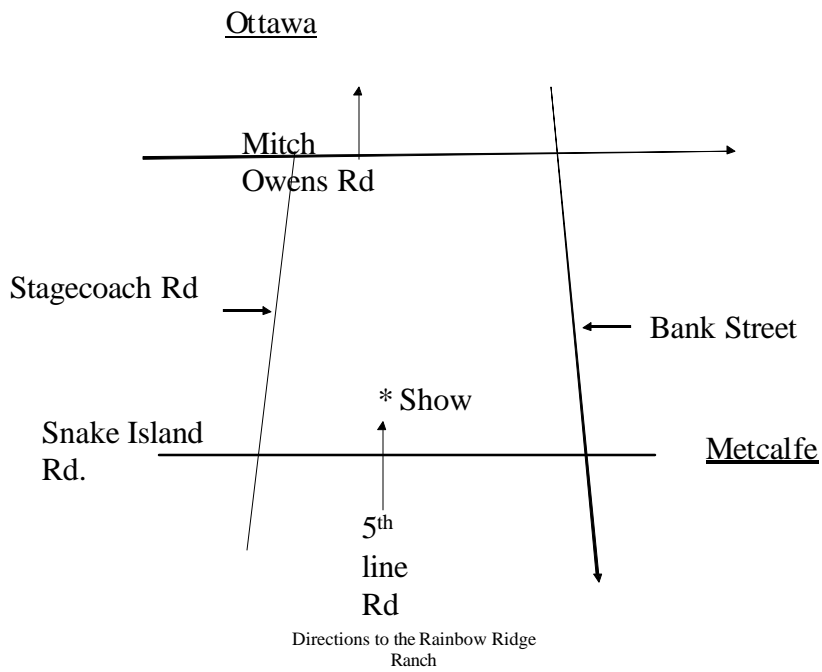 Ottawa
Mitch
Owens Rd
Stagecoach Rd
Bank Street
* Show
Snake Island
Rd.
Metcalfe
5th
line
Rd
Directions to the Rainbow Ridge
Ranch